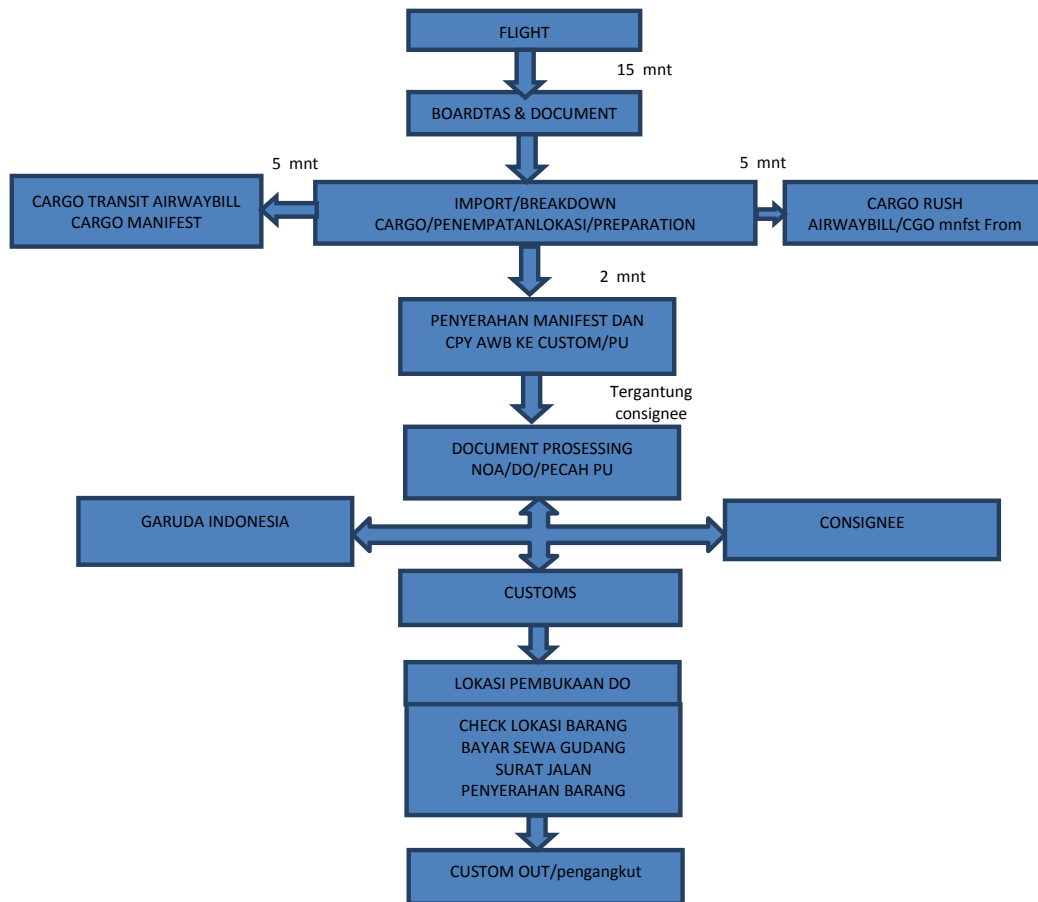 FLIGHT
15 mnt
BOARDTAS & DOCUMENT
5 mnt
5 mnt
CARGO TRANSIT AIRWAYBILL
CARGO MANIFEST
IMPORT/BREAKDOWN
CARGO/PENEMPATANLOKASI/PREPARATION
CARGO RUSH
AIRWAYBILL/CGO mnfst From
2 mnt
PENYERAHAN MANIFEST DAN
CPY AWB KE CUSTOM/PU
Tergantung
consignee
DOCUMENT PROSESSING
NOA/DO/PECAH PU
GARUDA INDONESIA
CONSIGNEE
CUSTOMS
LOKASI PEMBUKAAN DO
CHECK LOKASI BARANG
BAYAR SEWA GUDANG
SURAT JALAN
PENYERAHAN BARANG
CUSTOM OUT/pengangkut